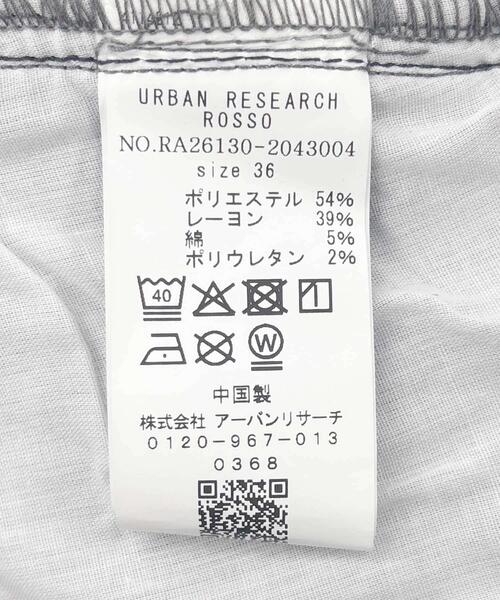 URBAN RESEARCH
ROSSO
NO.RA26130-2043004
size 36
ポリエステル 54%
レーヨン 39%
綿 5%
ポリウレタン 2%
40
W
中国製
株式会社 アーバンリサーチ
0120-967-013
0368